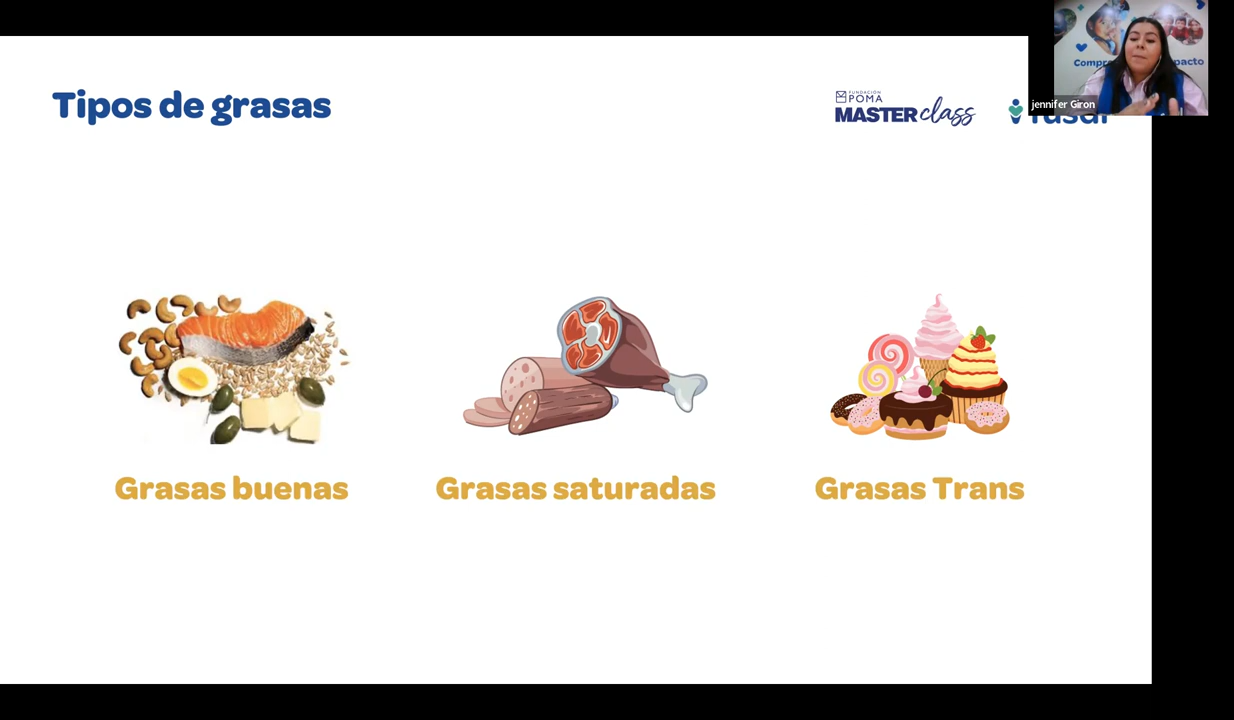 Tipos de grasas
FUNDACIÓN
POMA
MASTER class
jennifer Giron
Grasas buenas
Grasas saturadas
Grasas Trans